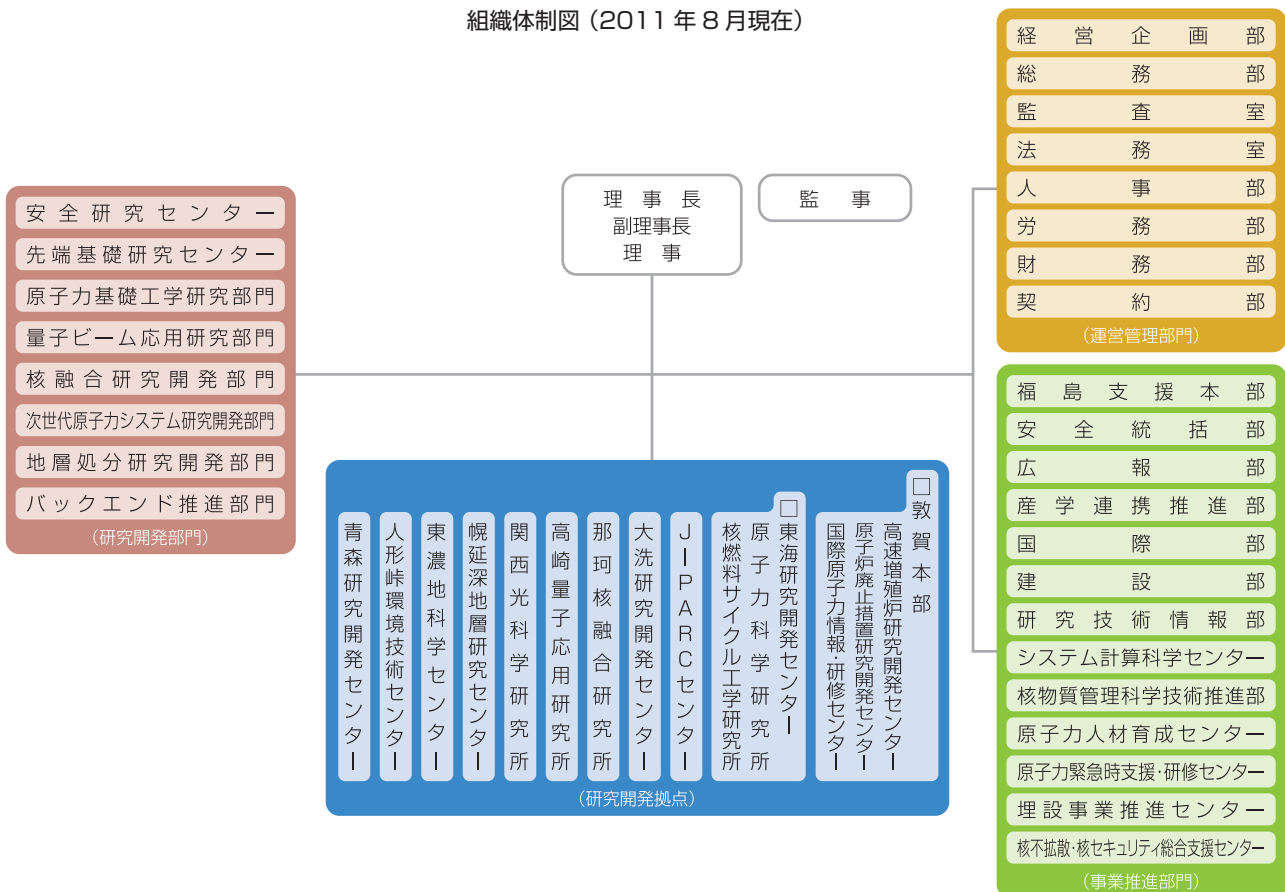 組織体制図（2011 年 8 月現在）
理事長
副理事長
理事
監事
安全研究センター
先端基礎研究センター
原子力基礎工学研究部門
量子ビーム応用研究部門
核融合研究開発部門
次世代原子力システム研究開発部門
地層処分研究開発部門
バックエンド推進部門
（研究開発部門）
経営企画部
総務部
監査室
法務室
人事部
労務部
財務部
契約部
（運営管理部門）
福島支援本部
安全統括部
広報部
産学連携推進部
国際部
建設部
研究技術情報部
システム計算科学センター
核物質管理科学技術推進部
原子力人材育成センター
原子力緊急時支援・研修センター
埋設事業推進センター
核不拡散・核セキュリティ総合支援センター
（事業推進部門）
□敦賀本部
高速増殖炉研究開発センター
原子炉廃止措置研究開発センター
国際原子力情報・研修センター
□東海研究開発センター
原子力科学研究所
核燃料サイクル工学研究所
J－PARCセンター
大洗研究開発センター
那珂核融合研究所
高崎量子応用研究所
関西光科学研究所
幌延深地層研究センター
東濃地科学センター
人形峠環境技術センター
青森研究開発センター
（研究開発拠点）